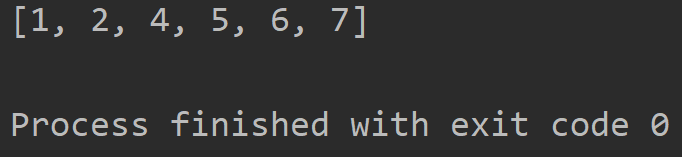 [1, 2, 4, 5, 6, 7]
Process finished with exit code 0